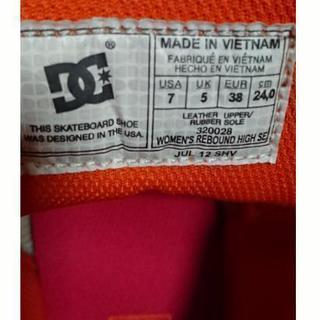 DC ®
MADE IN VIETNAM
FABRIQUÉ EN VIETNAM
HECHO EN VIETNAM
USA UK EUR cm
7 5 38 24,0
LEATHER UPPER/
RUBBER SOLE
320028
WOMEN'S REBOUND HIGH SE
JUL 12 SHV
THIS SKATEBOARD SHOE
WAS DESIGNED IN THE USA.